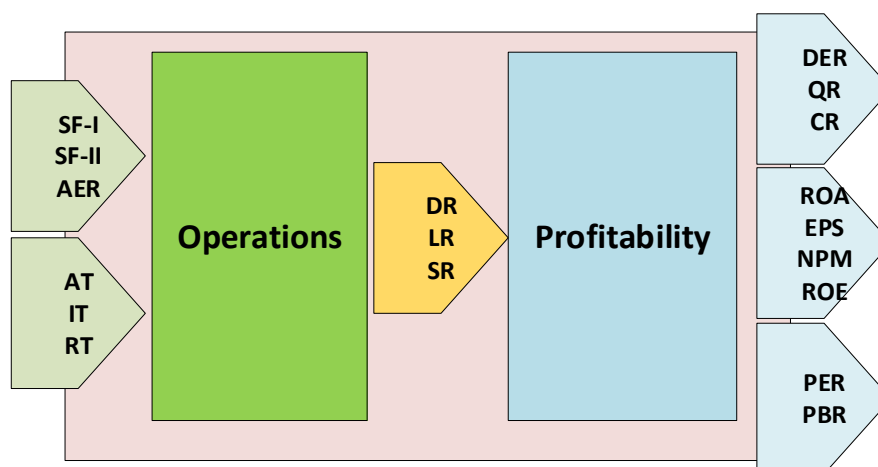 SF-I
SF-II
AER
AT
IT
RT
Operations
DR
LR
SR
Profitability
DER
QR
CR
ROA
EPS
NPM
ROE
PER
PBR